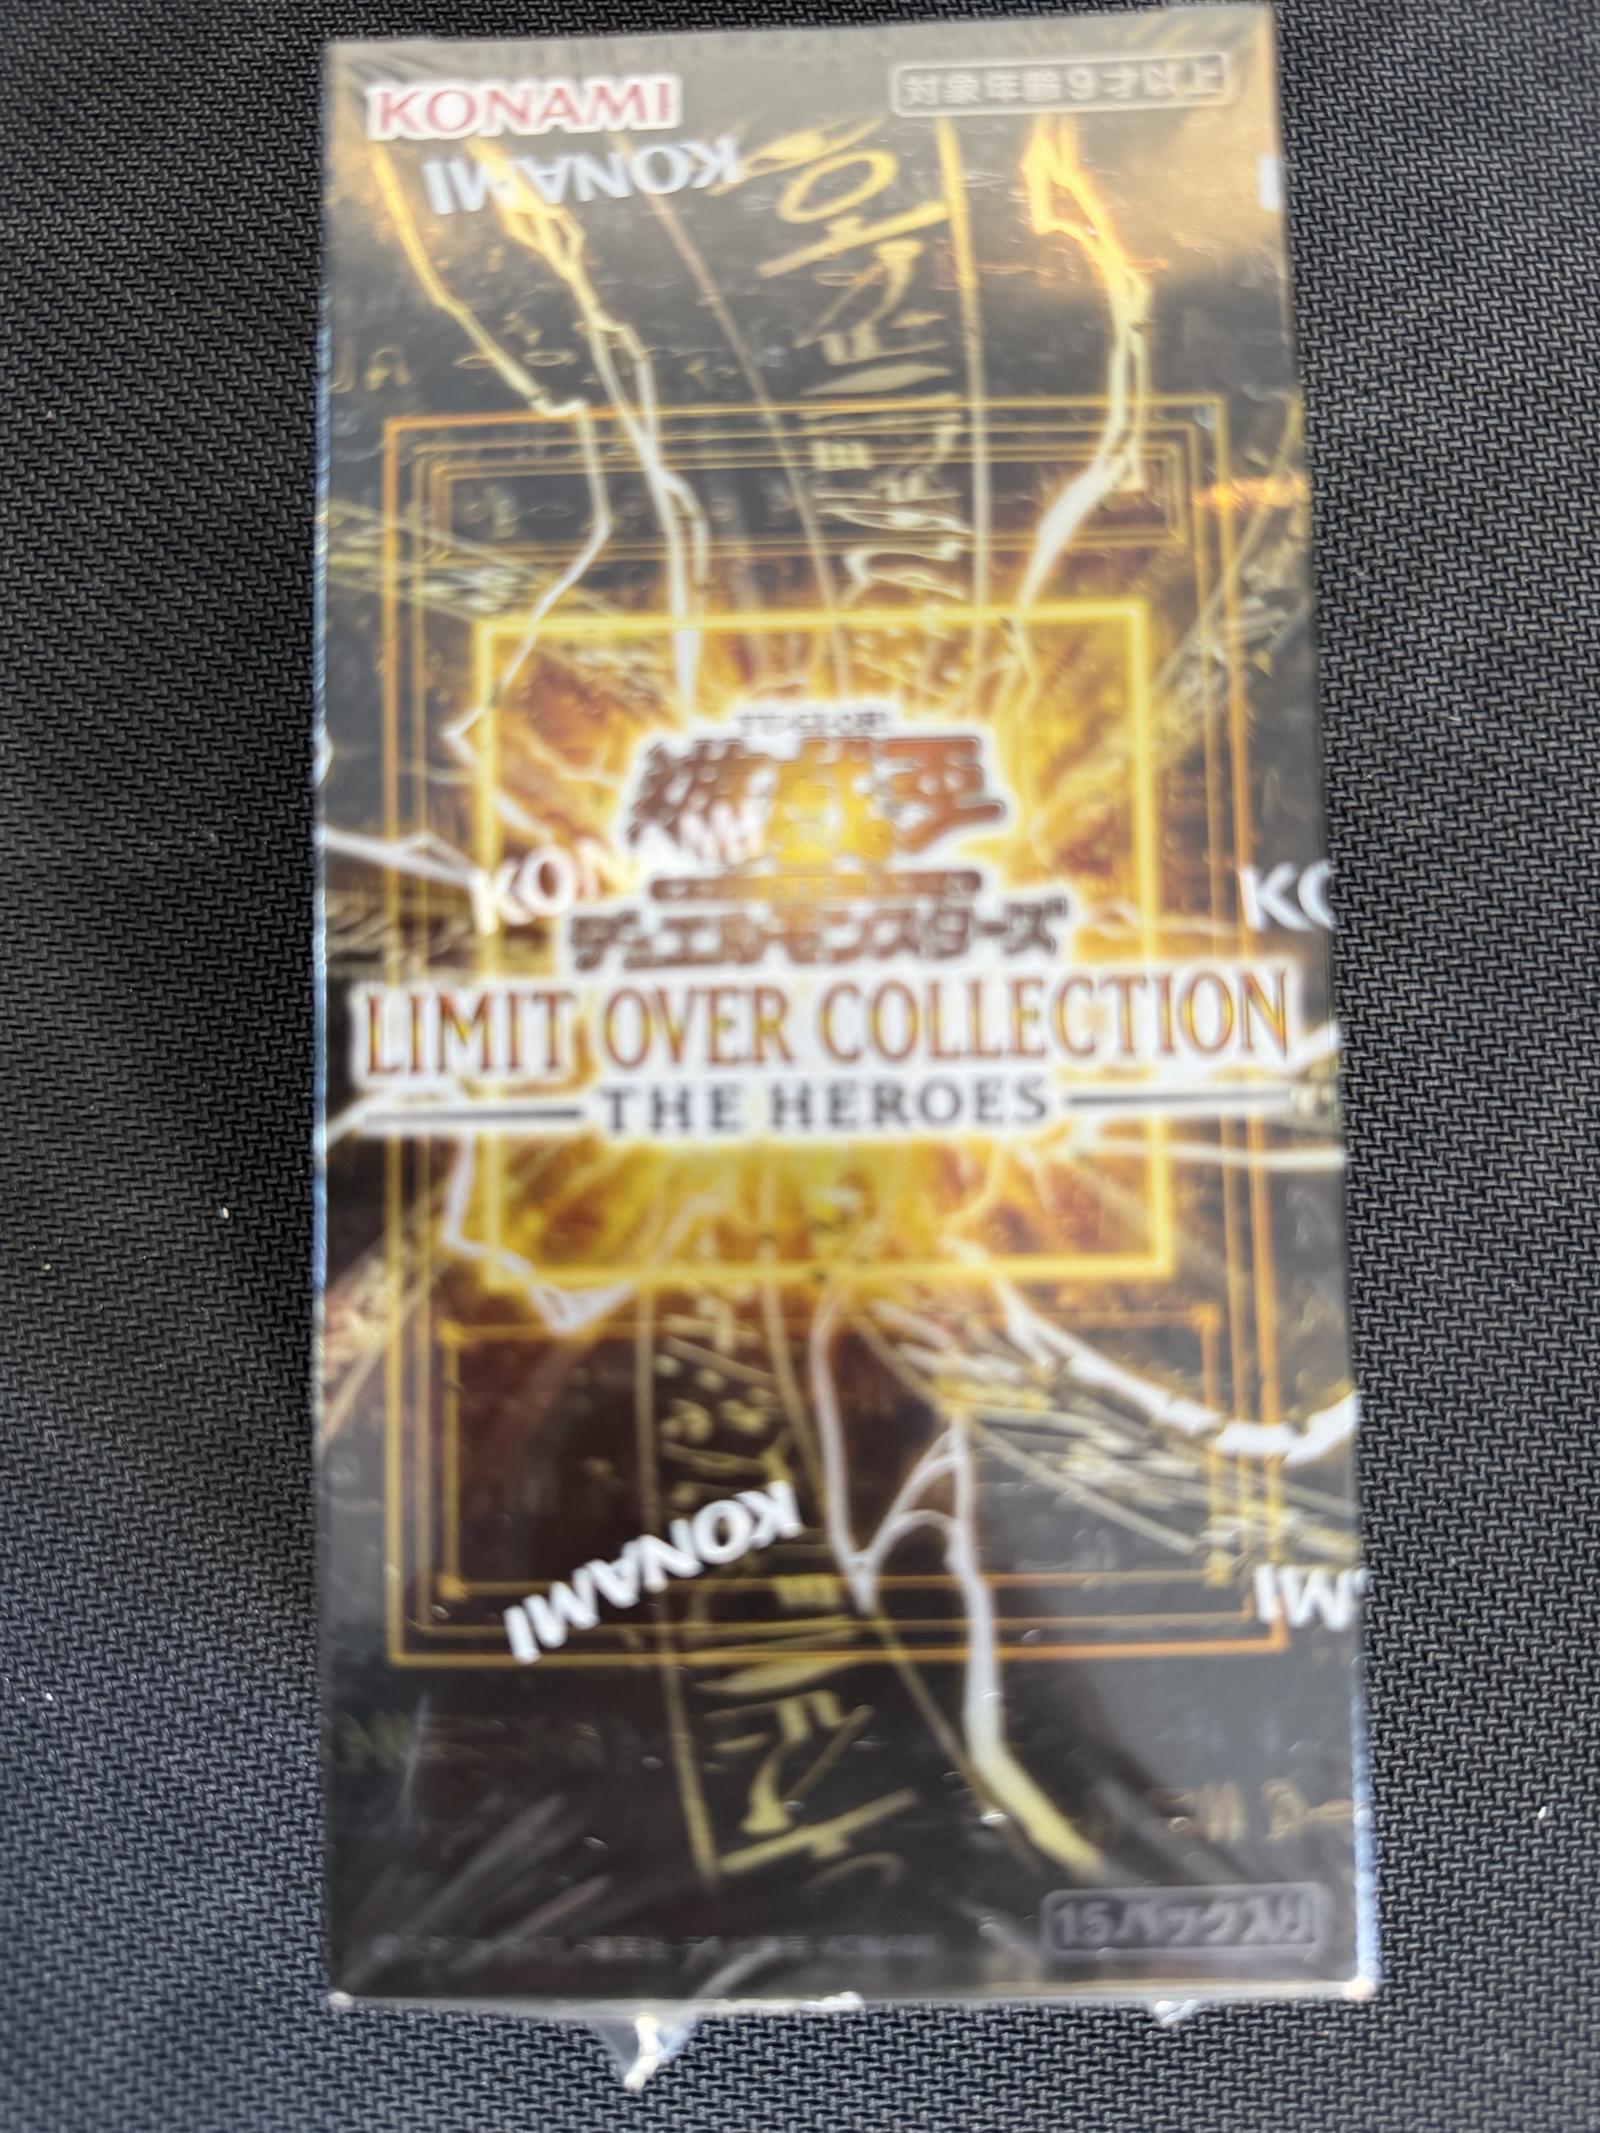 KONAMI
対象年齢9才以上
KONAMI
遊戯王
KONAMI
KO
デュエルモンスターズ
LIMIT OVER COLLECTION
THE HEROES
KONAMI
MI
15パック入り